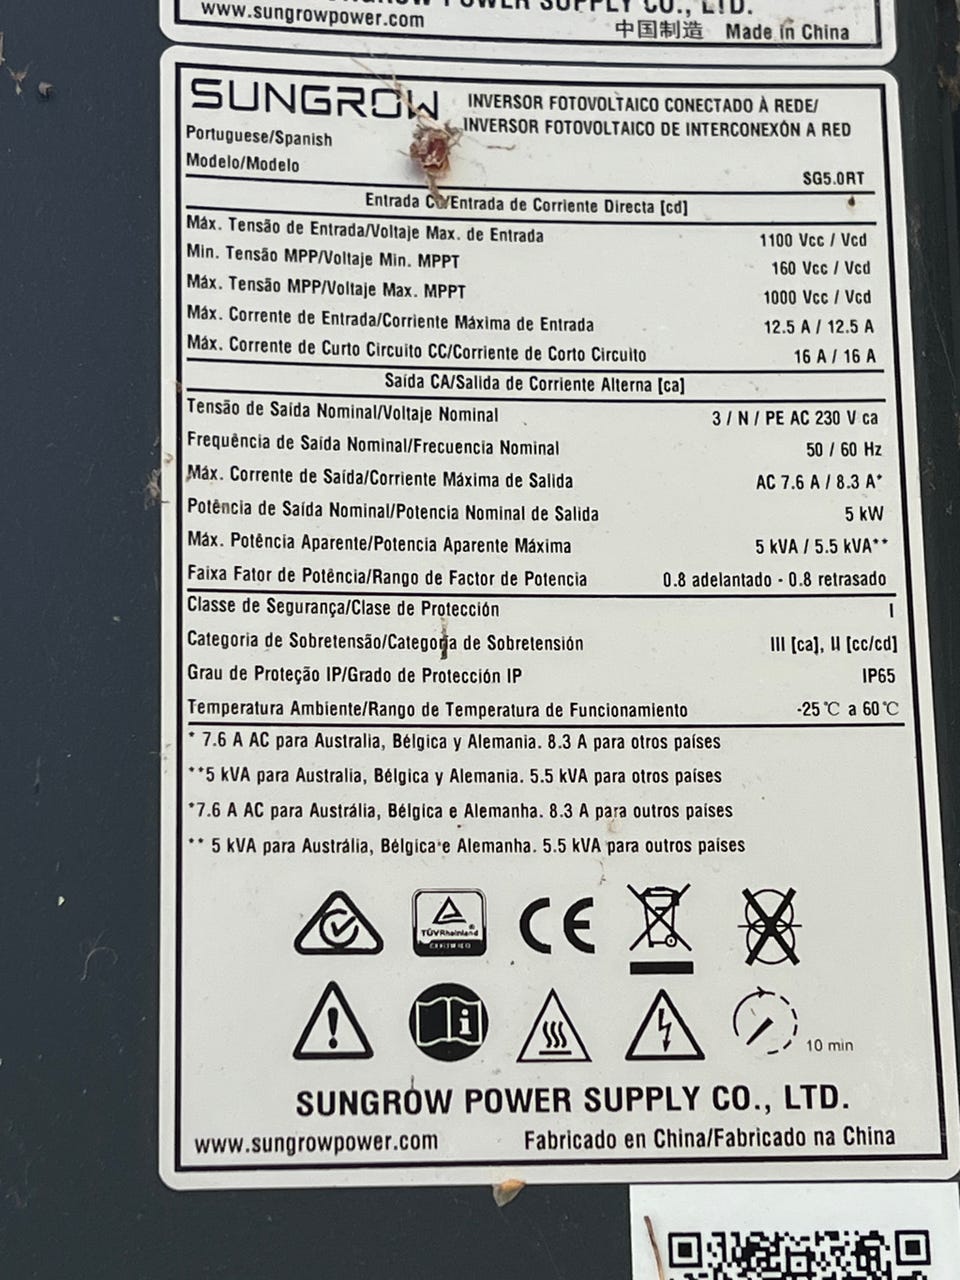 POWER SUPPLY CO., LTD.
www.sungrowpower.com
中国制造 Made in China
SUNGROW INVERSOR FOTOVOLTAICO CONECTADO À REDE/
INVERSOR FOTOVOLTAICO DE INTERCONEXÓN A RED
Portuguese/Spanish
Modelo/Modelo SG5.0RT
Entrada CC/Entrada de Corriente Directa [cd]
Máx. Tensão de Entrada/Voltaje Max. de Entrada 1100 Vcc / Vcd
Min. Tensão MPP/Voltaje Min. MPPT 160 Vcc / Vcd
Máx. Tensão MPP/Voltaje Max. MPPT 1000 Vcc / Vcd
Máx. Corrente de Entrada/Corriente Máxima de Entrada 12.5 A / 12.5 A
Máx. Corrente de Curto Circuito CC/Corriente de Corto Circuito 16 A / 16 A
Saída CA/Salida de Corriente Alterna [ca]
Tensão de Saída Nominal/Voltaje Nominal 3 / N / PE AC 230 V ca
Frequência de Saída Nominal/Frecuencia Nominal 50 / 60 Hz
Máx. Corrente de Saída/Corriente Máxima de Salida AC 7.6 A / 8.3 A*
Potência de Saída Nominal/Potencia Nominal de Salida 5 kW
Máx. Potência Aparente/Potencia Aparente Máxima 5 kVA / 5.5 kVA**
Faixa Fator de Potência/Rango de Factor de Potencia 0.8 adelantado - 0.8 retrasado
Classe de Segurança/Clase de Protección I
Categoria de Sobretensão/Categoria de Sobretensión III [ca], II [cc/cd]
Grau de Proteção IP/Grado de Protección IP IP65
Temperatura Ambiente/Rango de Temperatura de Funcionamiento -25℃ a 60℃
* 7.6 A AC para Australia, Bélgica y Alemania. 8.3 A para otros países
**5 kVA para Australia, Bélgica y Alemania. 5.5 kVA para otros países
*7.6 A AC para Austrália, Bélgica e Alemanha. 8.3 A para outros países
** 5 kVA para Austrália, Bélgica e Alemanha. 5.5 kVA para outros países
TÜVRheinland
CERTIFIED
CE
10 min
SUNGROW POWER SUPPLY CO., LTD.
www.sungrowpower.com Fabricado en China/Fabricado na China